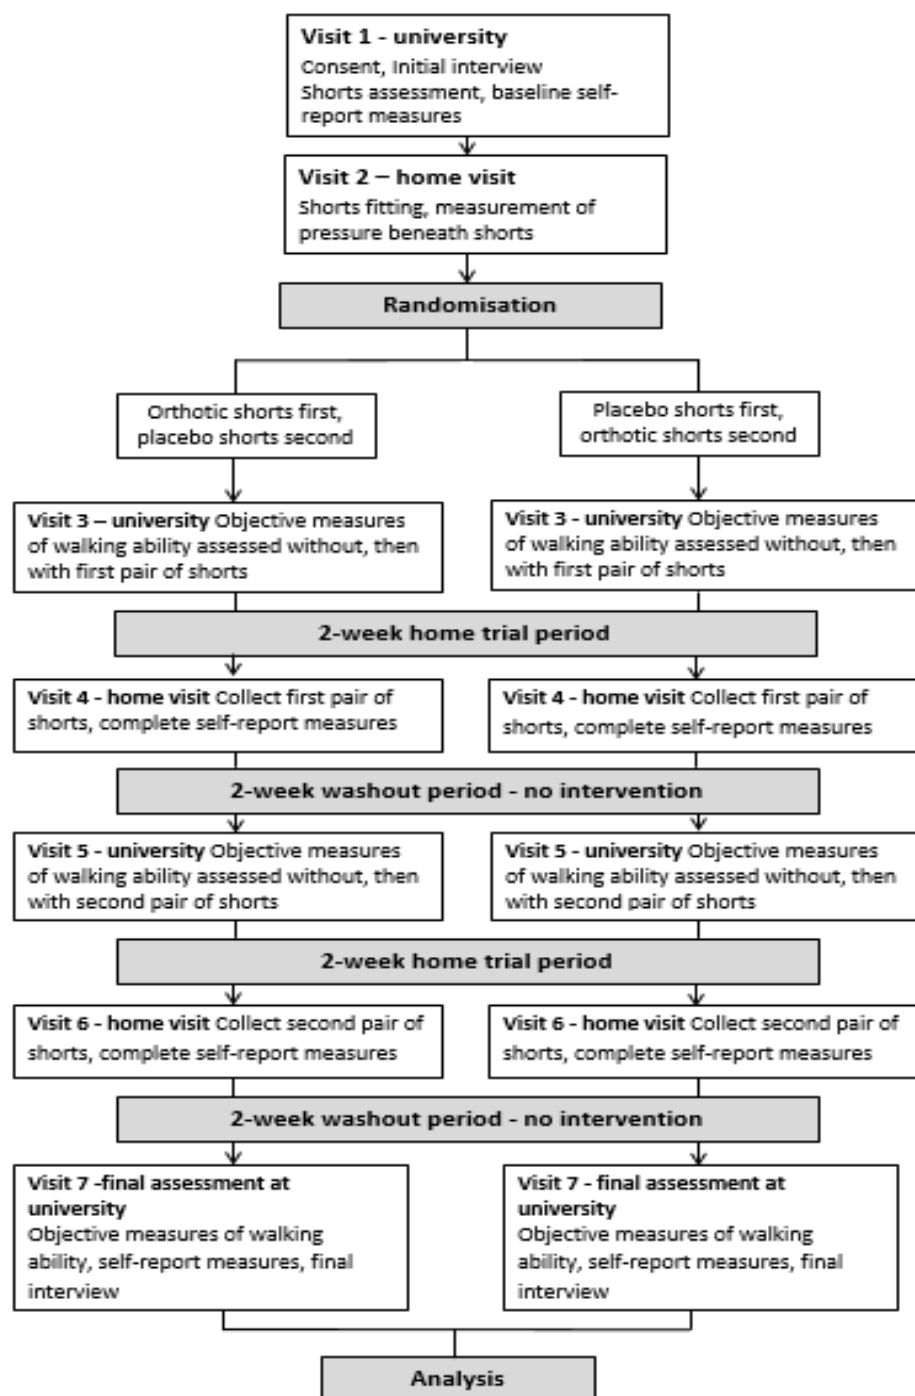 Visit 1 - university
Consent, Initial interview
Shorts assessment, baseline self-
report measures
Visit 2 – home visit
Shorts fitting, measurement of
pressure beneath shorts
Randomisation
Orthotic shorts first,
placebo shorts second
Placebo shorts first,
orthotic shorts second
Visit 3 – university Objective measures
of walking ability assessed without, then
with first pair of shorts
Visit 3 - university Objective measures
of walking ability assessed without, then
with first pair of shorts
2-week home trial period
Visit 4 - home visit Collect first pair of
shorts, complete self-report measures
Visit 4 - home visit Collect first pair of
shorts, complete self-report measures
2-week washout period - no intervention
Visit 5 - university Objective measures
of walking ability assessed without, then
with second pair of shorts
Visit 5 - university Objective measures
of walking ability assessed without, then
with second pair of shorts
2-week home trial period
Visit 6 - home visit Collect second pair of
shorts, complete self-report measures
Visit 6 - home visit Collect second pair of
shorts, complete self-report measures
2-week washout period - no intervention
Visit 7 -final assessment at
university
Objective measures of walking
ability, self-report measures, final
interview
Visit 7 - final assessment at
university
Objective measures of walking
ability, self-report measures, final
interview
Analysis